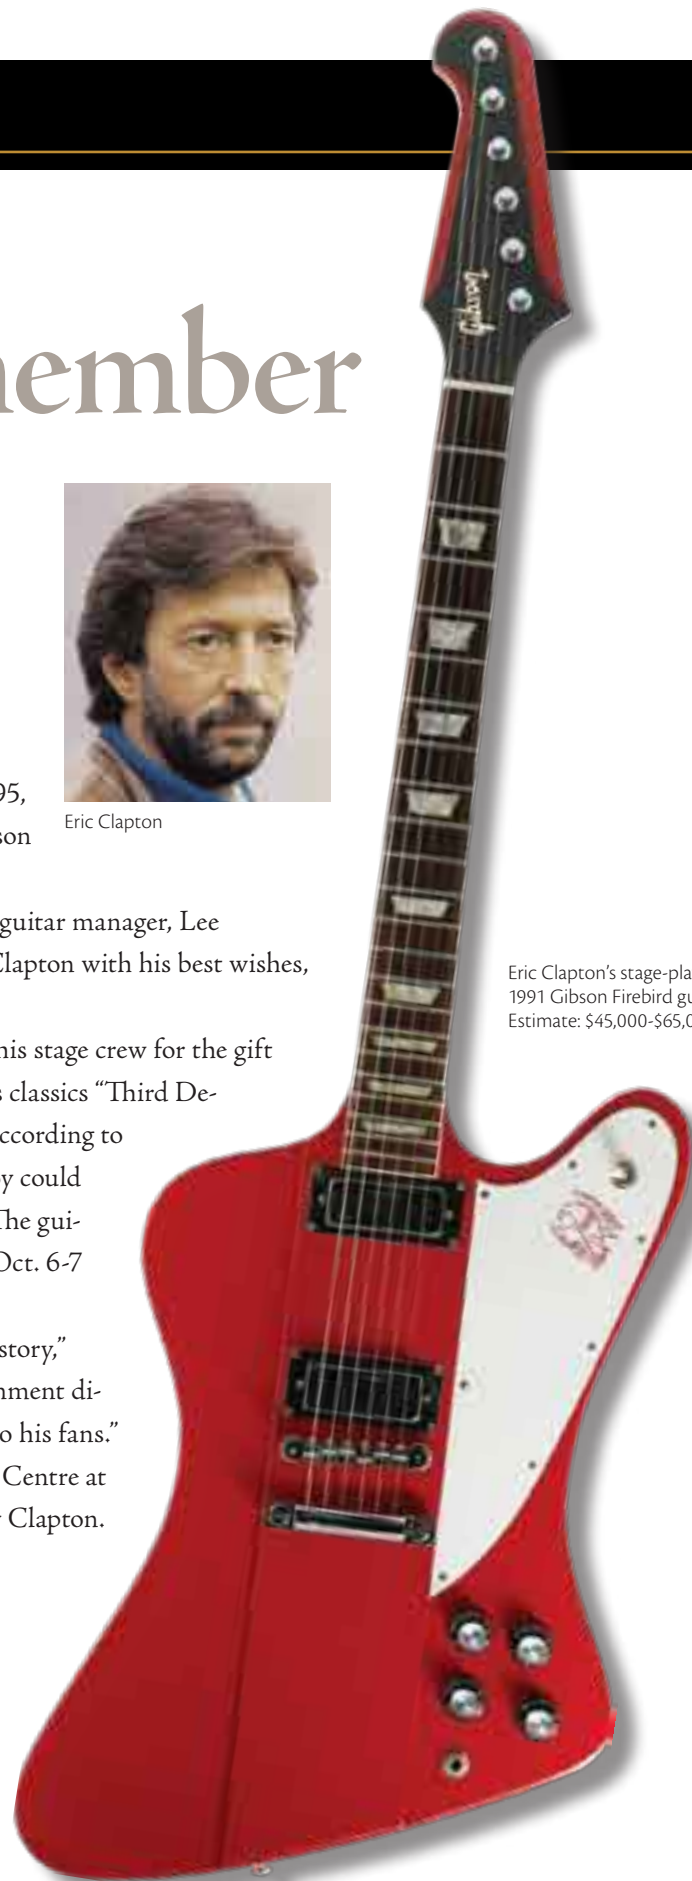 nember
95,
son
Eric Clapton
guitar manager, Lee
Clapton with his best wishes,
his stage crew for the gift
s classics “Third De-
ccording to
y could
The gui-
Oct. 6-7
story,”
nment di-
o his fans.”
Centre at
Clapton.
Eric Clapton’s stage-pla
1991 Gibson Firebird gu
Estimate: $45,000-$65,0
Gibson